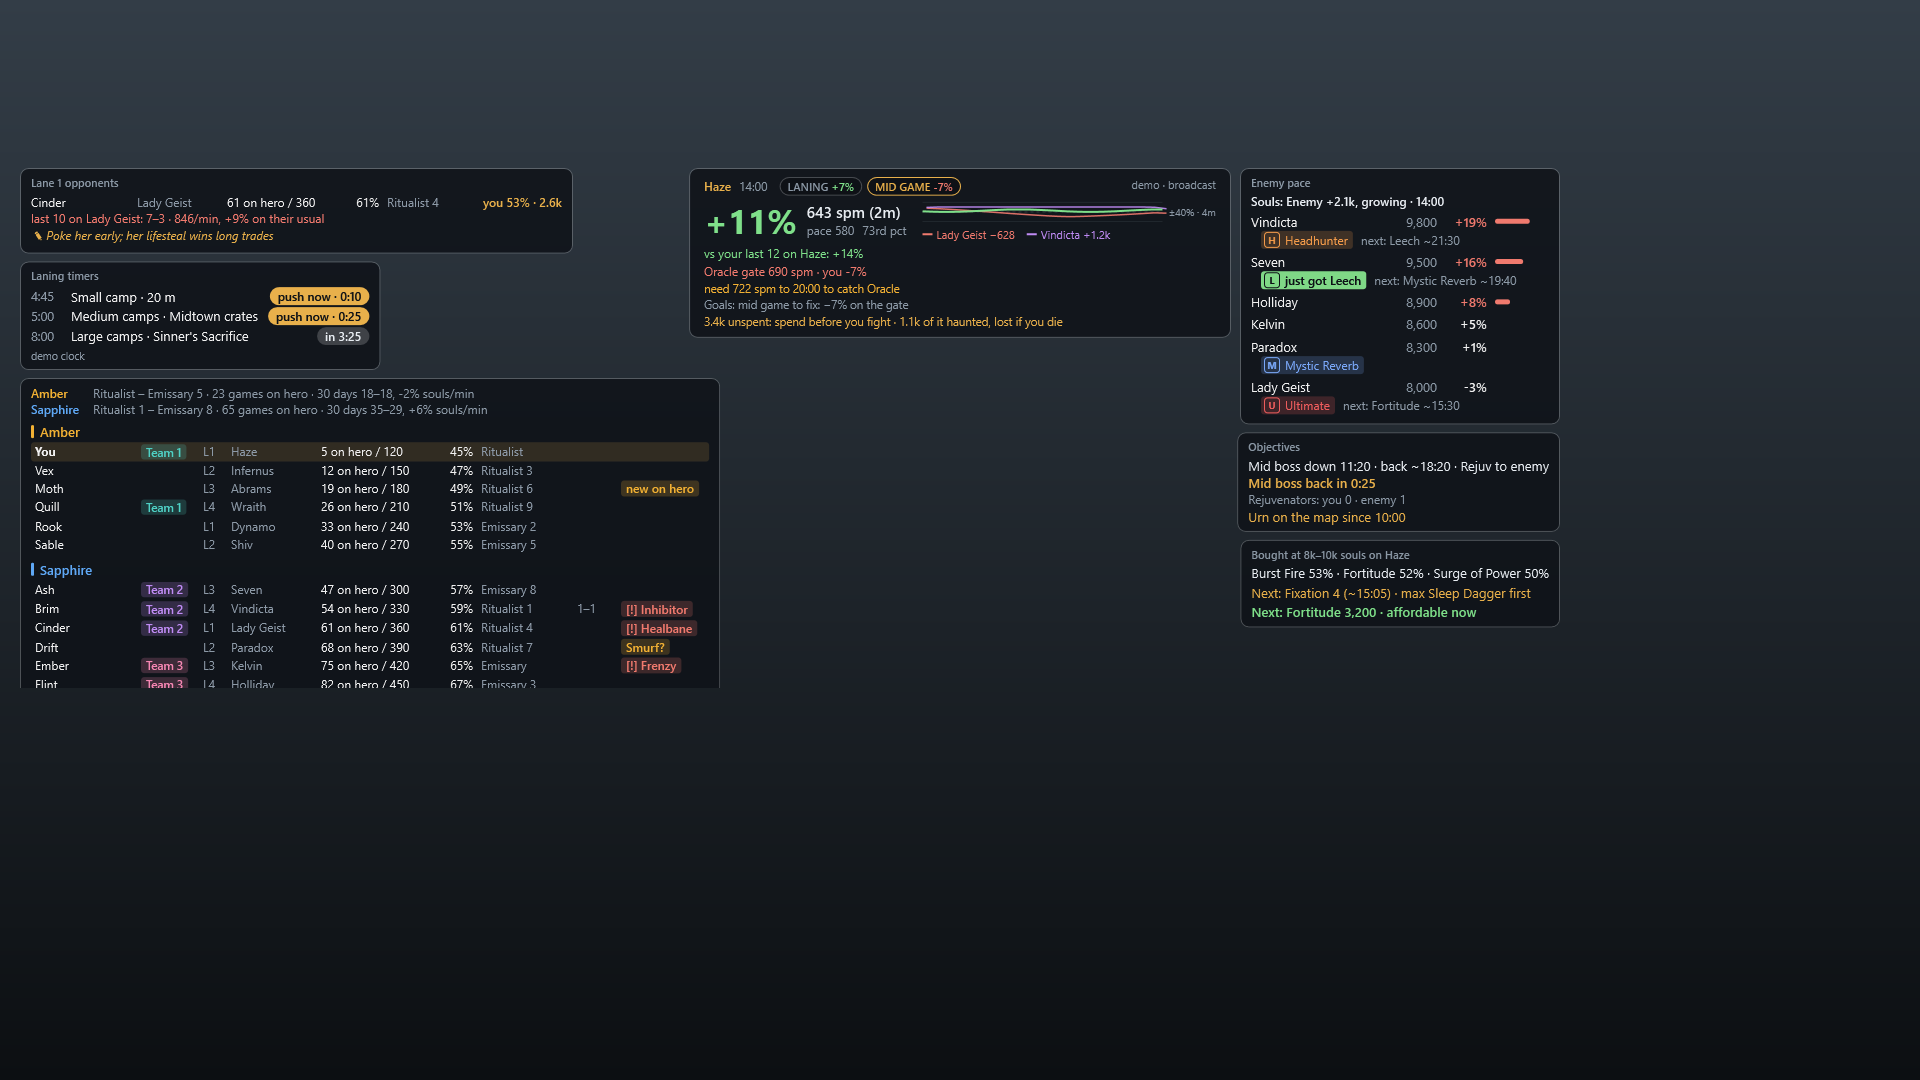 Lane 1 opponents
Cinder Lady Geist 61 on hero / 360 61% Ritualist 4 you 53% · 2.6k
last 10 on Lady Geist: 7–3 · 846/min, +9% on their usual
✎ Poke her early; her lifesteal wins long trades
Laning timers
4:45 Small camp · 20 m push now · 0:10
5:00 Medium camps · Midtown crates push now · 0:25
8:00 Large camps · Sinner's Sacrifice in 3:25
demo clock
Amber Ritualist – Emissary 5 · 23 games on hero · 30 days 18–18, -2% souls/min
Sapphire Ritualist 1 – Emissary 8 · 65 games on hero · 30 days 35–29, +6% souls/min
Amber
You Team 1 L1 Haze 5 on hero / 120 45% Ritualist
Vex L2 Infernus 12 on hero / 150 47% Ritualist 3
Moth L3 Abrams 19 on hero / 180 49% Ritualist 6 new on hero
Quill Team 1 L4 Wraith 26 on hero / 210 51% Ritualist 9
Rook L1 Dynamo 33 on hero / 240 53% Emissary 2
Sable L2 Shiv 40 on hero / 270 55% Emissary 5
Sapphire
Ash Team 2 L3 Seven 47 on hero / 300 57% Emissary 8
Brim Team 2 L4 Vindicta 54 on hero / 330 59% Ritualist 1 1–1 [!] Inhibitor
Cinder Team 2 L1 Lady Geist 61 on hero / 360 61% Ritualist 4 [!] Healbane
Drift L2 Paradox 68 on hero / 390 63% Ritualist 7 Smurf?
Ember Team 3 L3 Kelvin 75 on hero / 420 65% Emissary [!] Frenzy
Flint Team 3 L4 Holliday 82 on hero / 450 67% Emissary 3
Haze 14:00 LANING +7% MID GAME -7% demo · broadcast
+11% 643 spm (2m)
pace 580 73rd pct
±40% · 4m
Lady Geist −628 Vindicta +1.2k
vs your last 12 on Haze: +14%
Oracle gate 690 spm · you -7%
need 722 spm to 20:00 to catch Oracle
Goals: mid game to fix: −7% on the gate
3.4k unspent: spend before you fight · 1.1k of it haunted, lost if you die
Enemy pace
Souls: Enemy +2.1k, growing · 14:00
Vindicta 9,800 +19%
H Headhunter next: Leech ~21:30
Seven 9,500 +16%
L just got Leech next: Mystic Reverb ~19:40
Holliday 8,900 +8%
Kelvin 8,600 +5%
Paradox 8,300 +1%
M Mystic Reverb
Lady Geist 8,000 -3%
U Ultimate next: Fortitude ~15:30
Objectives
Mid boss down 11:20 · back ~18:20 · Rejuv to enemy
Mid boss back in 0:25
Rejuvenators: you 0 · enemy 1
Urn on the map since 10:00
Bought at 8k–10k souls on Haze
Burst Fire 53% · Fortitude 52% · Surge of Power 50%
Next: Fixation 4 (~15:05) · max Sleep Dagger first
Next: Fortitude 3,200 · affordable now